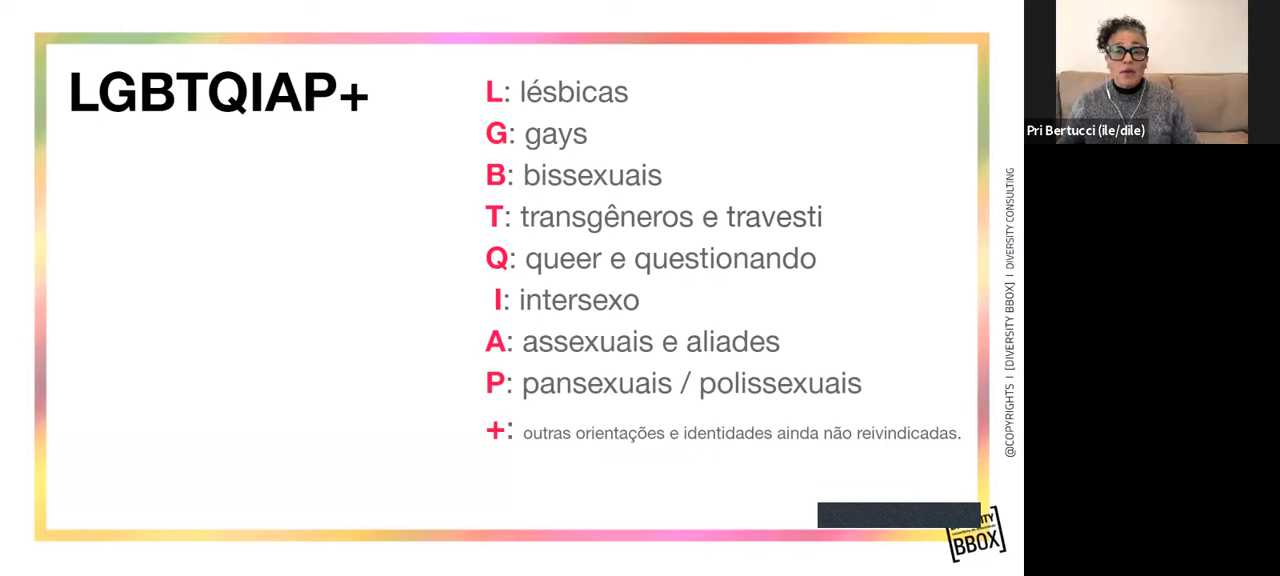 LGBTQIAP+
L: lésbicas
G: gays
B: bissexuais
T: transgêneros e travesti
Q: queer e questionando
I: intersexo
A: assexuais e aliades
P: pansexuais / polissexuais
+: outras orientações e identidades ainda não reivindicadas.
Pri Bertucci (ile/dile)
@COPYRIGHTS I [DIVERSITY BBOX] I DIVERSITY CONSULTING
BBOX